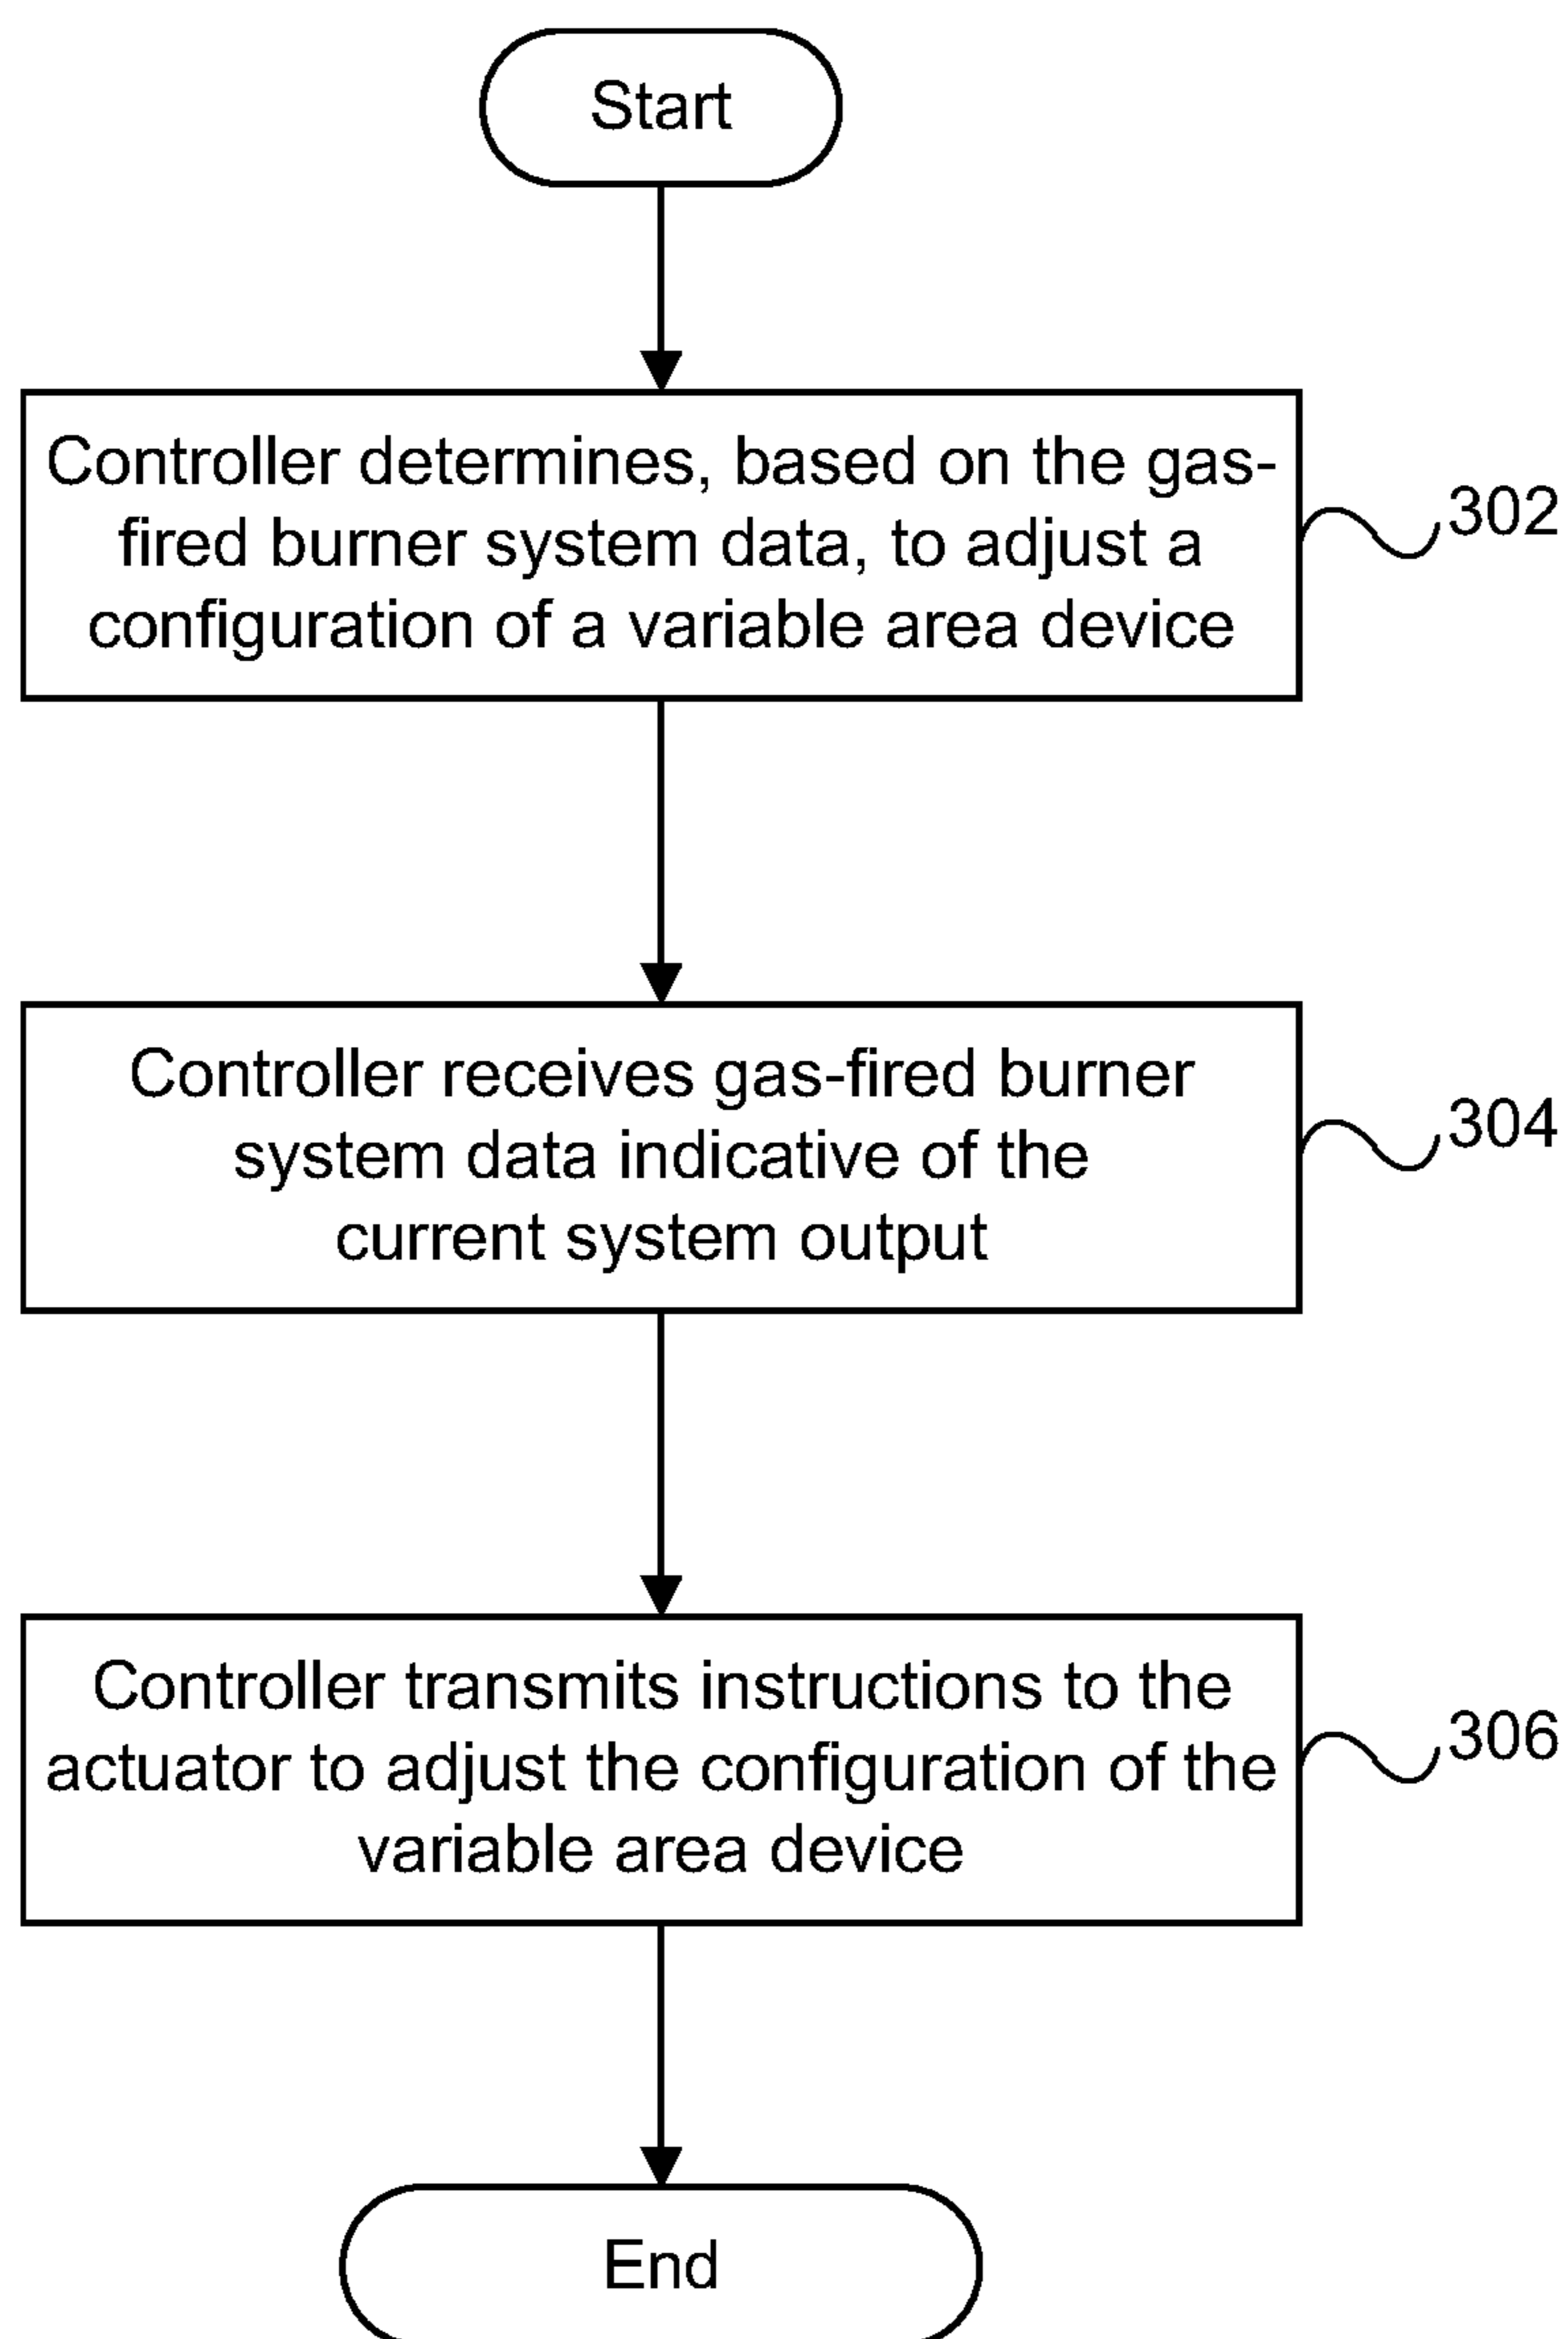 Start
Controller determines, based on the gas-
fired burner system data, to adjust a
configuration of a variable area device
302
Controller receives gas-fired burner
system data indicative of the
current system output
304
Controller transmits instructions to the
actuator to adjust the configuration of the
variable area device
306
End